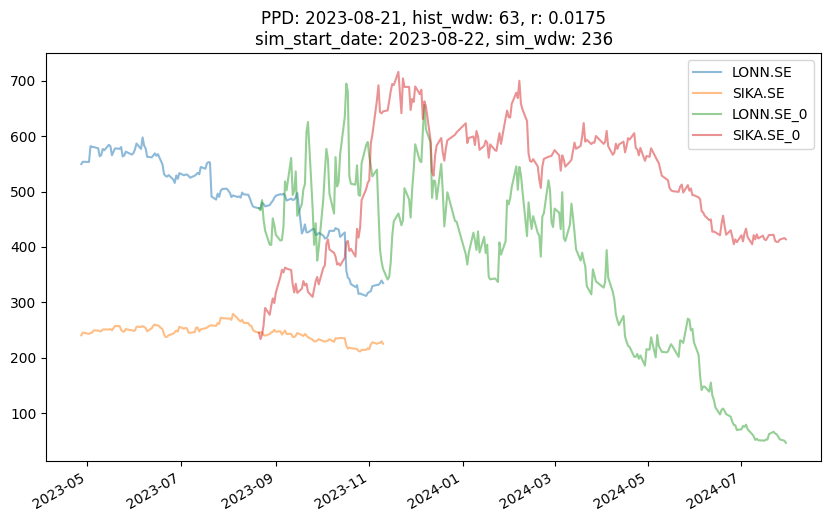 PPD: 2023-08-21, hist_wdw: 63, r: 0.0175
sim_start_date: 2023-08-22, sim_wdw: 236
LONN.SE
SIKA.SE
LONN.SE_0
SIKA.SE_0
700
600
500
400
300
200
100
2023-05
2023-07
2023-09
2023-11
2024-01
2024-03
2024-05
2024-07